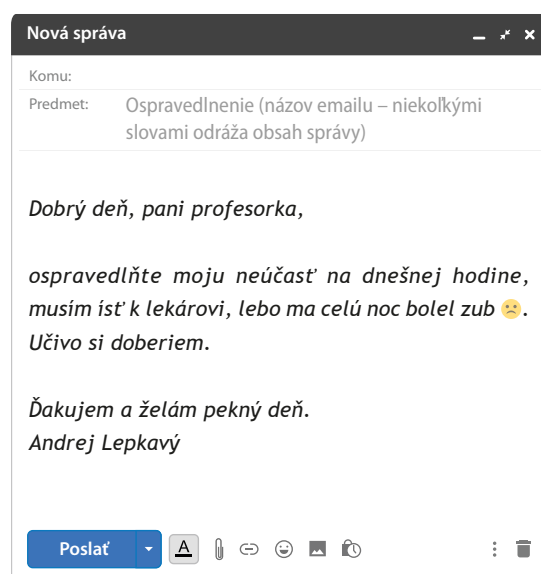 Nová správa
Komu:
Predmet: Ospravedlnenie (názov emailu – niekoľkými
slovami odráža obsah správy)
Dobrý deň, pani profesorka,
ospravedlňte moju neúčasť na dnešnej hodine,
musím ísť k lekárovi, lebo ma celú noc bolel zub 🙁.
Učivo si doberiem.
Ďakujem a želám pekný deň.
Andrej Lepkavý
Poslať A